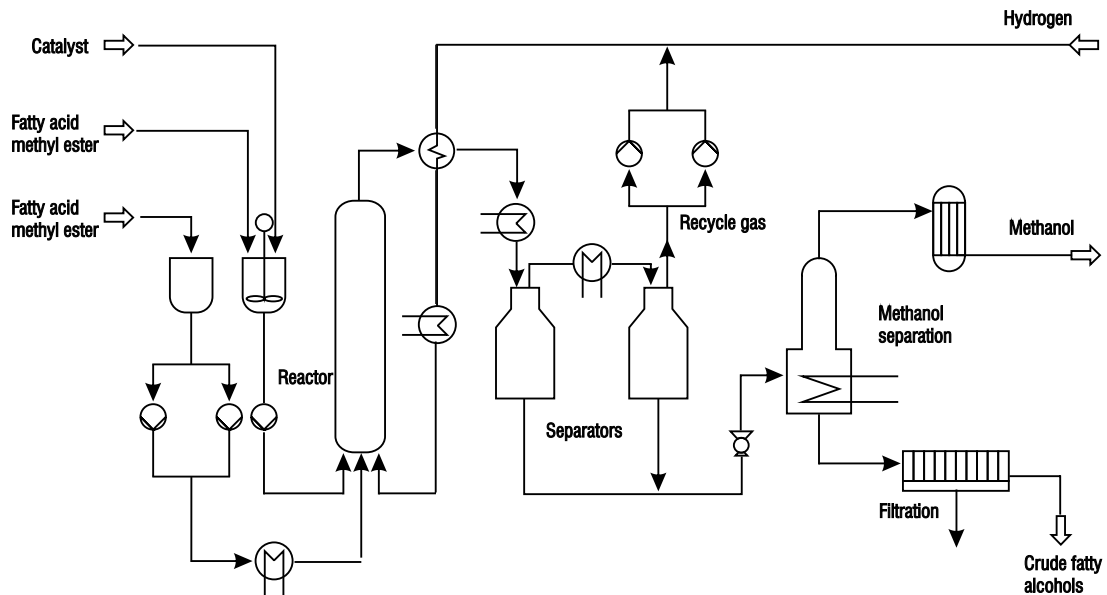 Hydrogen
Catalyst
Fatty acid
methyl ester
Fatty acid
methyl ester
Recycle gas
Methanol
Methanol
separation
Reactor
Separators
Filtration
Crude fatty
alcohols